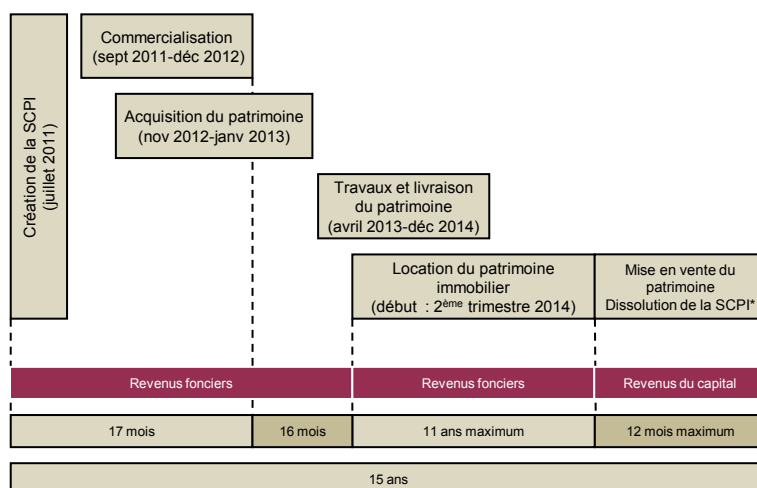 Création de la SCPI
(juillet 2011)
Commercialisation
(sept 2011-déc 2012)
Acquisition du patrimoine
(nov 2012-janv 2013)
Travaux et livraison
du patrimoine
(avril 2013-déc 2014)
Location du patrimoine
immobilier
(début : 2ème trimestre 2014)
Mise en vente du
patrimoine
Dissolution de la SCPI*
Revenus fonciers
Revenus fonciers
Revenus du capital
17 mois
16 mois
11 ans maximum
12 mois maximum
15 ans